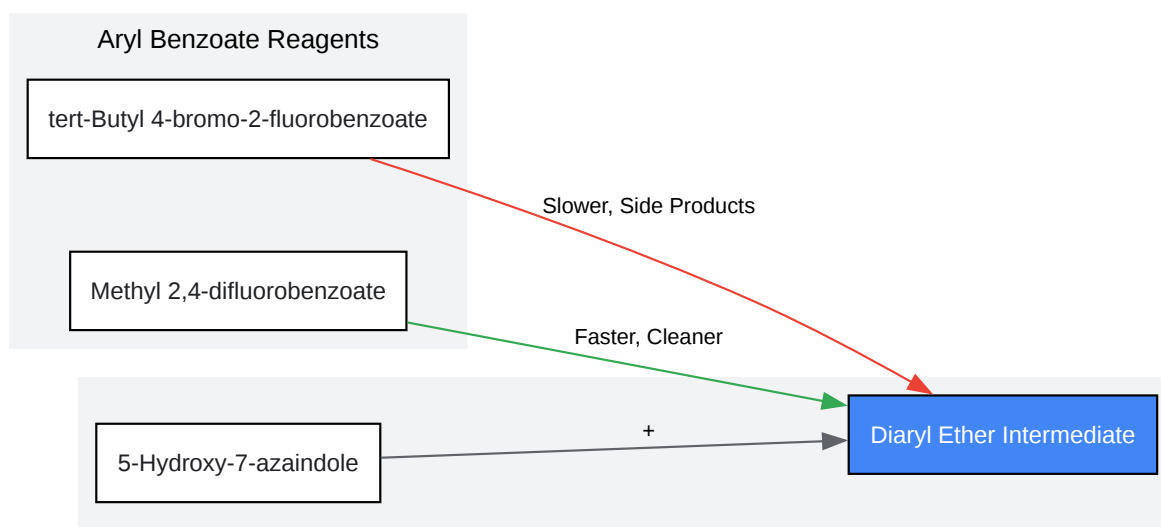 Aryl Benzoate Reagents
tert-Butyl 4-bromo-2-fluorobenzoate
Slower, Side Products
Methyl 2,4-difluorobenzoate
Faster, Cleaner
+
Diaryl Ether Intermediate
5-Hydroxy-7-azaindole